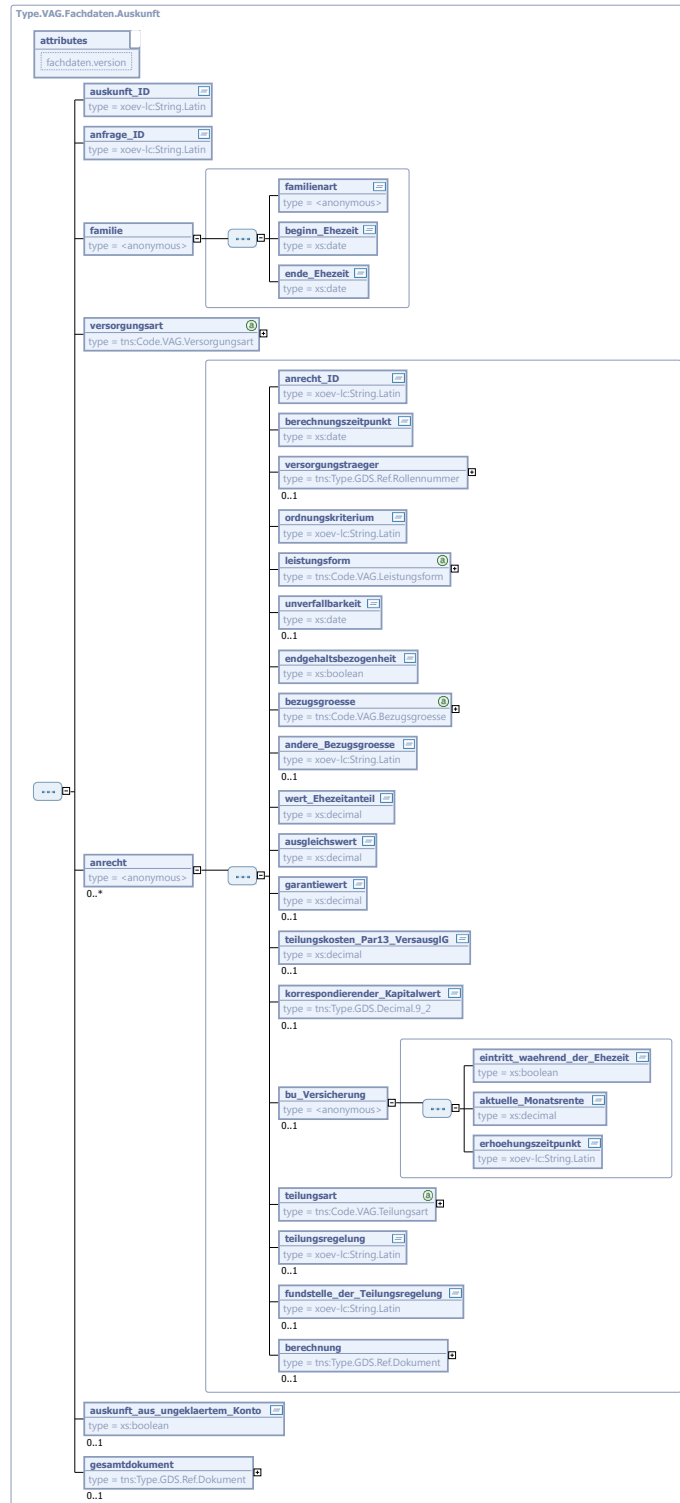 Type.VAG.Fachdaten.Auskunft
attributes
fachdaten.version
auskunft_ID
type = xoev-lc:String.Latin
anfrage_ID
type = xoev-lc:String.Latin
familie
type = <anonymous>
familienart
type = <anonymous>
beginn_Ehezeit
type = xs:date
ende_Ehezeit
type = xs:date
versorgungsart
type = tns:Code.VAG.Versorgungsart
anrecht
type = <anonymous>
0..*
anrecht_ID
type = xoev-lc:String.Latin
berechnungszeitpunkt
type = xs:date
versorgungstraeger
type = tns:Type.GDS.Ref.Rollennummer
0..1
ordnungskriterium
type = xoev-lc:String.Latin
leistungsform
type = tns:Code.VAG.Leistungsform
unverfallbarkeit
type = xs:date
0..1
endgehaltsbezogenheit
type = xs:boolean
bezugsgroesse
type = tns:Code.VAG.Bezugsgroesse
andere_Bezugsgroesse
type = xoev-lc:String.Latin
0..1
wert_Ehezeitanteil
type = xs:decimal
ausgleichswert
type = xs:decimal
garantiewert
type = xs:decimal
0..1
teilungskosten_Par13_VersausglG
type = xs:decimal
0..1
korrespondierender_Kapitalwert
type = tns:Type.GDS.Decimal.9_2
0..1
bu_Versicherung
type = <anonymous>
0..1
eintritt_waehrend_der_Ehezeit
type = xs:boolean
aktuelle_Monatsrente
type = xs:decimal
erhoehungszeitpunkt
type = xoev-lc:String.Latin
teilungsart
type = tns:Code.VAG.Teilungsart
teilungsregelung
type = xoev-lc:String.Latin
0..1
fundstelle_der_Teilungsregelung
type = xoev-lc:String.Latin
0..1
berechnung
type = tns:Type.GDS.Ref.Dokument
0..1
auskunft_aus_ungeklaertem_Konto
type = xs:boolean
0..1
gesamtdokument
type = tns:Type.GDS.Ref.Dokument
0..1